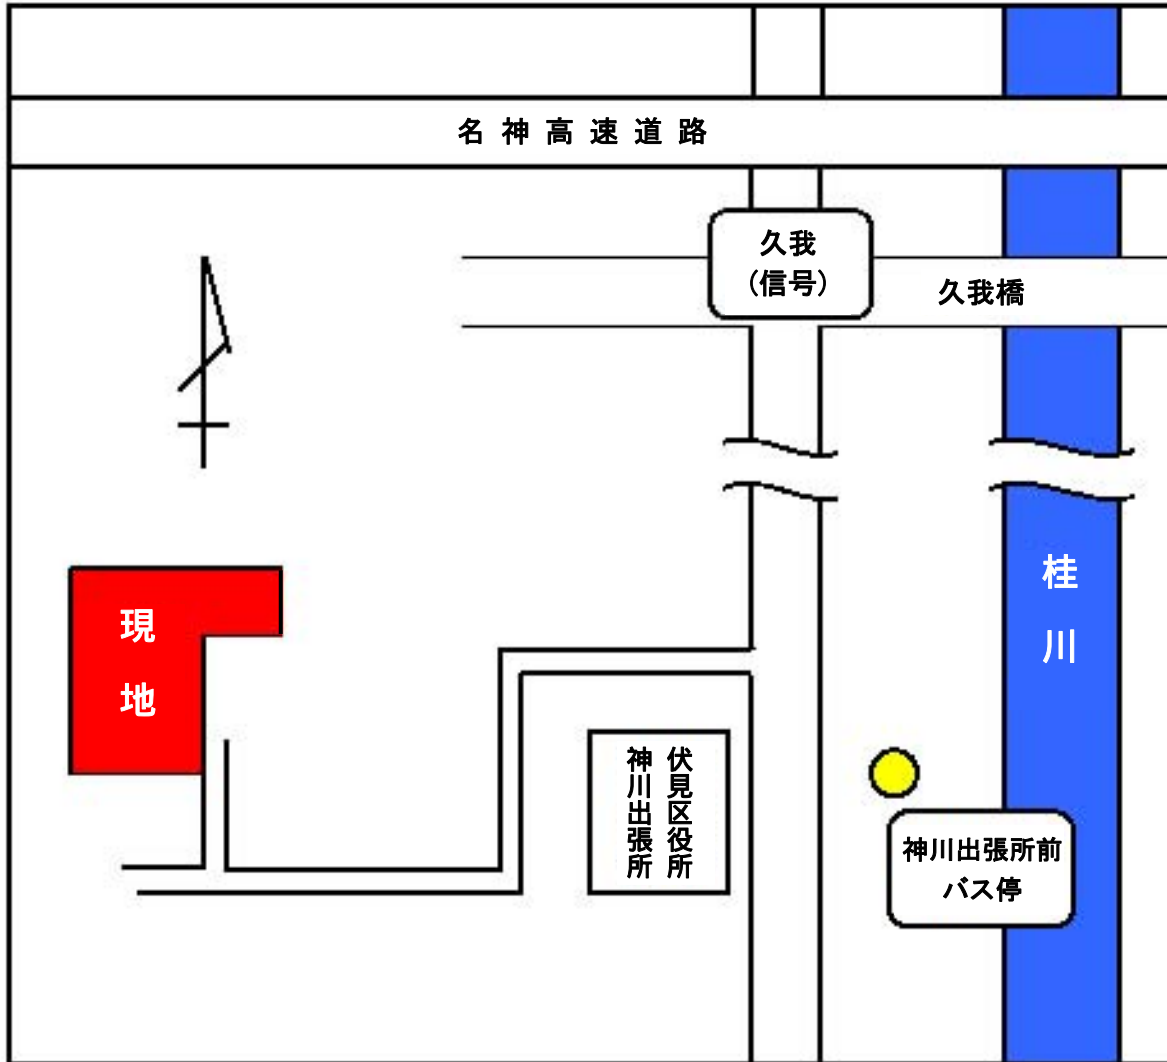 名神高速道路
久我
(信号)
久我橋
現地
桂川
伏見区役所
神川出張所
神川出張所前
バス停